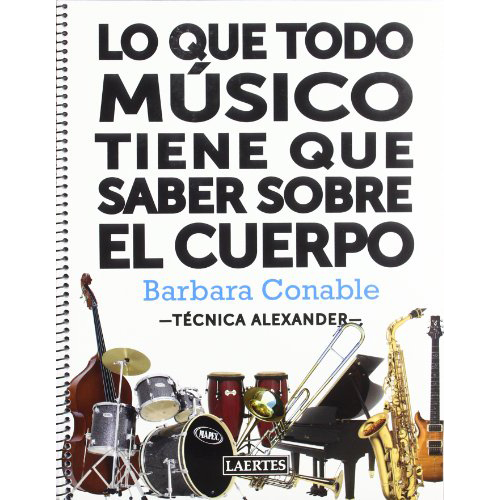 LO QUE TODO
MÚSICO
TIENE QUE
SABER SOBRE
EL CUERPO
Barbara Conable
—TÉCNICA ALEXANDER—
MAPEX
LAERTES